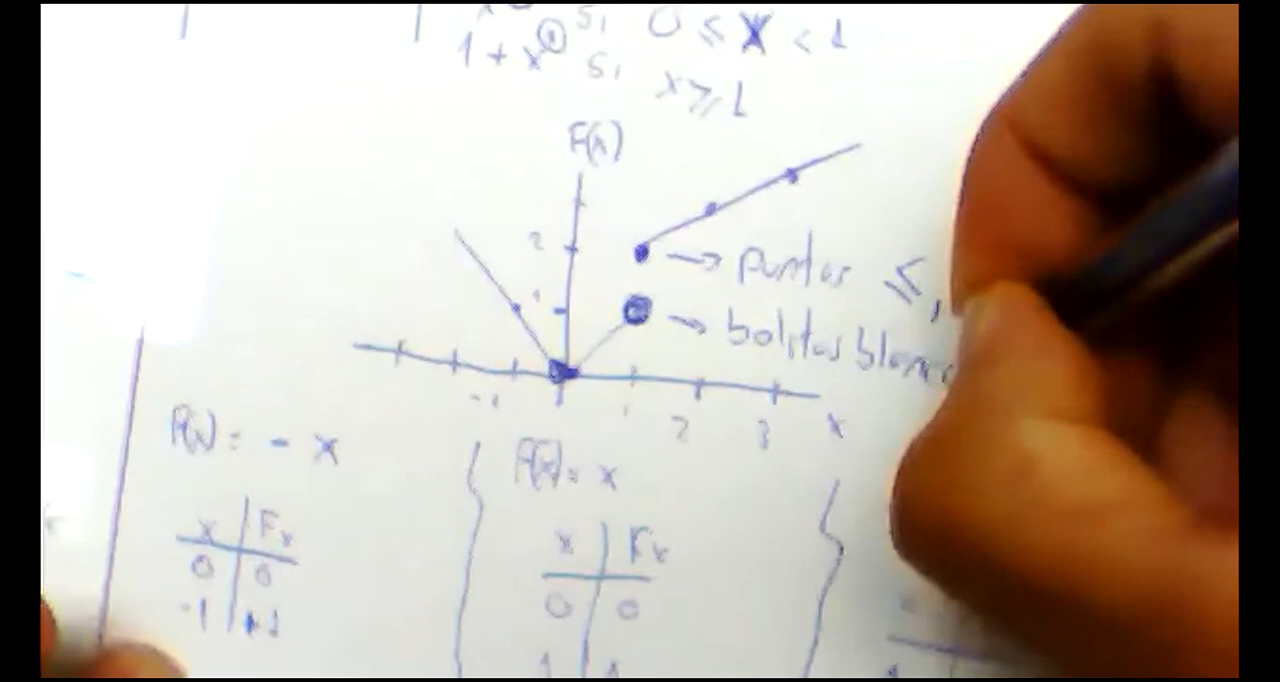 si 0 ≤ x < 1
1 + x si x ≥ 1
F(x)
2 → puntos ≤,
1 → bolitas blanc
-1 1 2 3 x
F(x) = - x
F(x) = x
x | Fx
0 | 0
-1 | +1
x | Fx
0 | 0